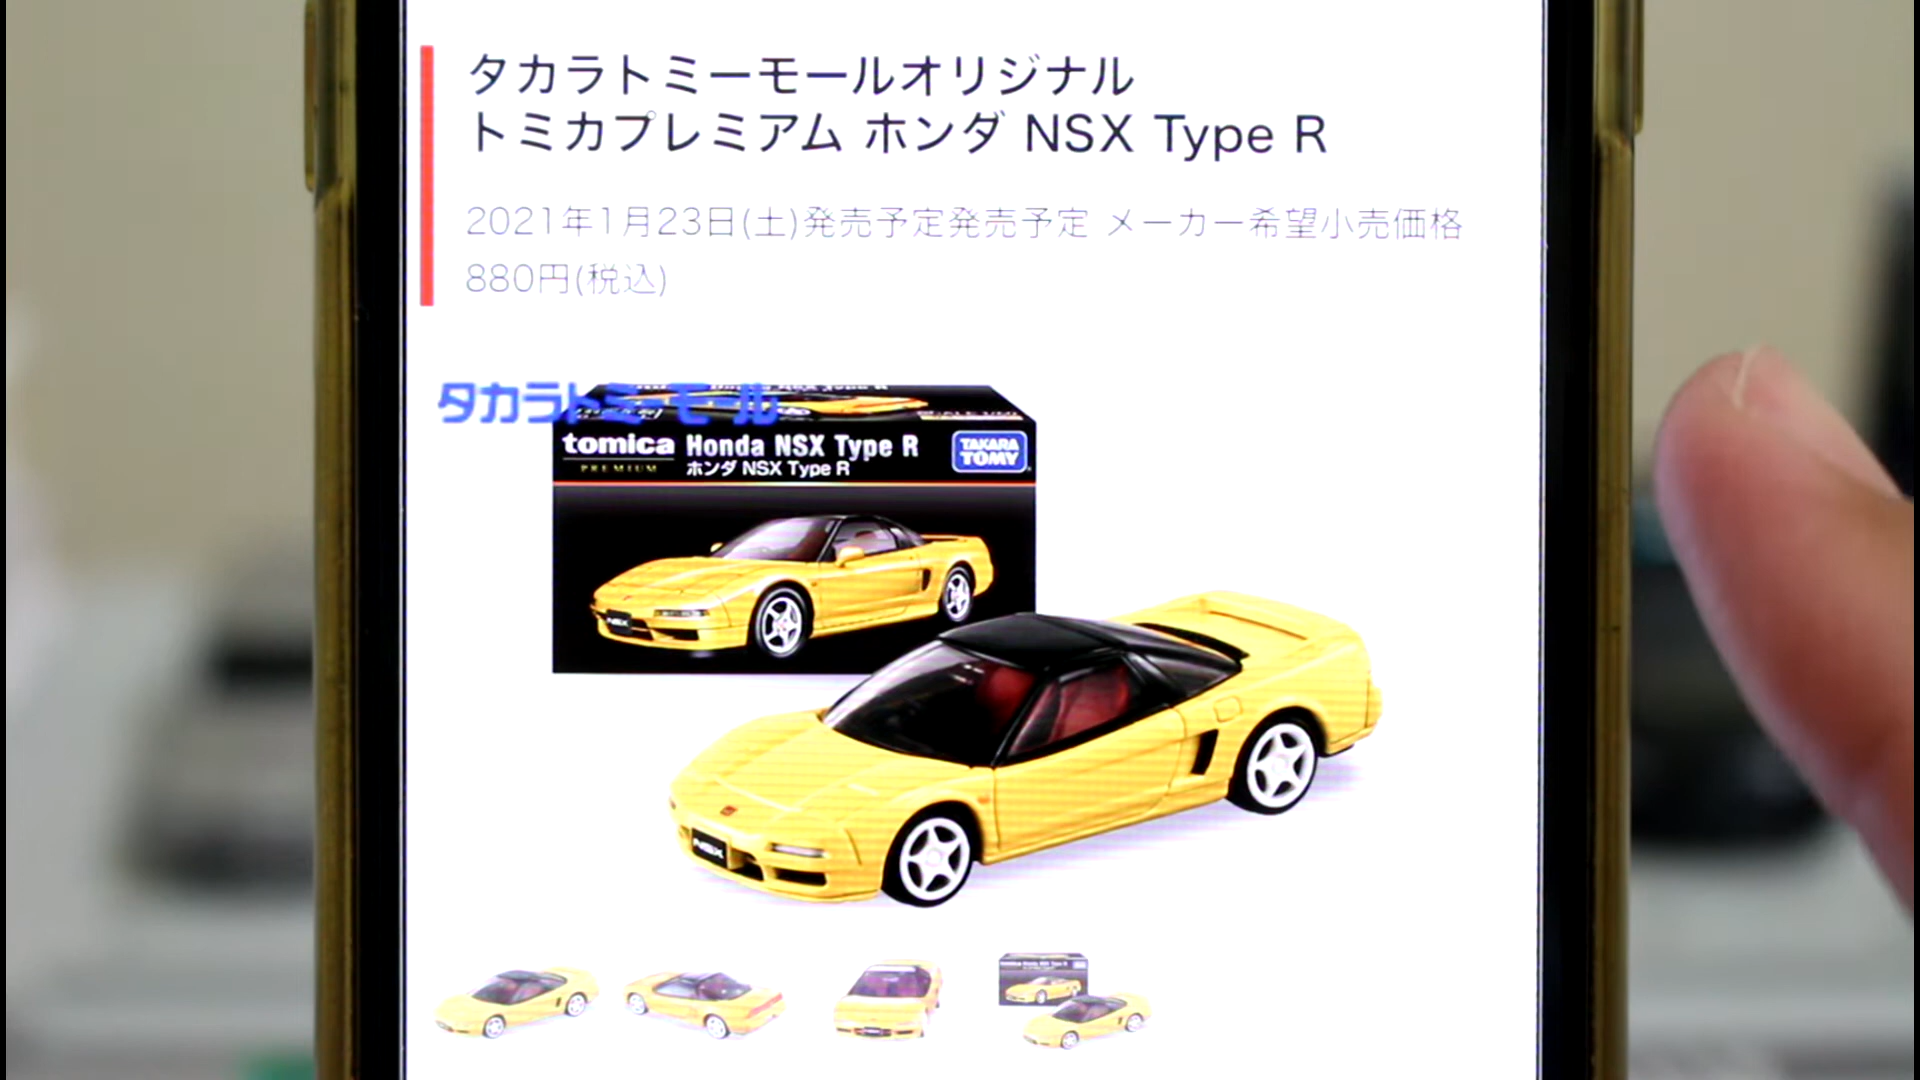 タカラトミーモールオリジナル
トミカプレミアム ホンダ NSX Type R
2021年1月23日(土)発売予定発売予定 メーカー希望小売価格
880円(税込)
タカラトミーモール
tomica Honda NSX Type R
PREMIUM ホンダ NSX Type R
TAKARA
TOMY
NSX
NSX